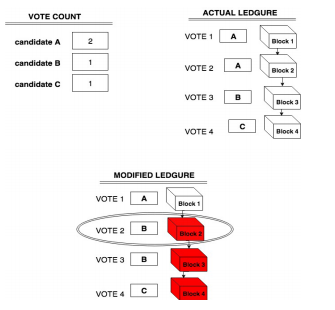 VOTE COUNT
candidate A 2
candidate B 1
candidate C 1
ACTUAL LEDGURE
VOTE 1 A Block 1
VOTE 2 A Block 2
VOTE 3 B Block 3
VOTE 4 C Block 4
MODIFIED LEDGURE
VOTE 1 A Block 1
VOTE 2 B Block 2
VOTE 3 B Block 3
VOTE 4 C Block 4